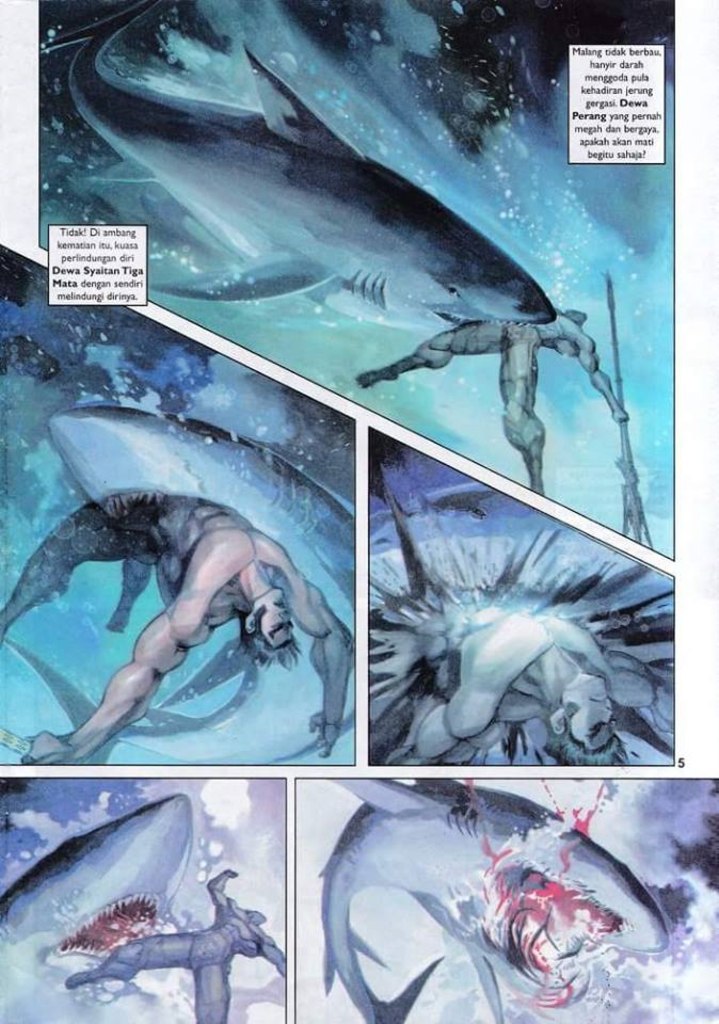 Malang tidak berbau,
hanyir darah
menggoda pula
kehadiran jerung
gergasi. Dewa
Perang yang pernah
megah dan bergaya,
apakah akan mati
begitu sahaja?
Tidak! Di ambang
kematian itu, kuasa
perlindungan diri
Dewa Syaitan Tiga
Mata dengan sendiri
melindungi dirinya.
5